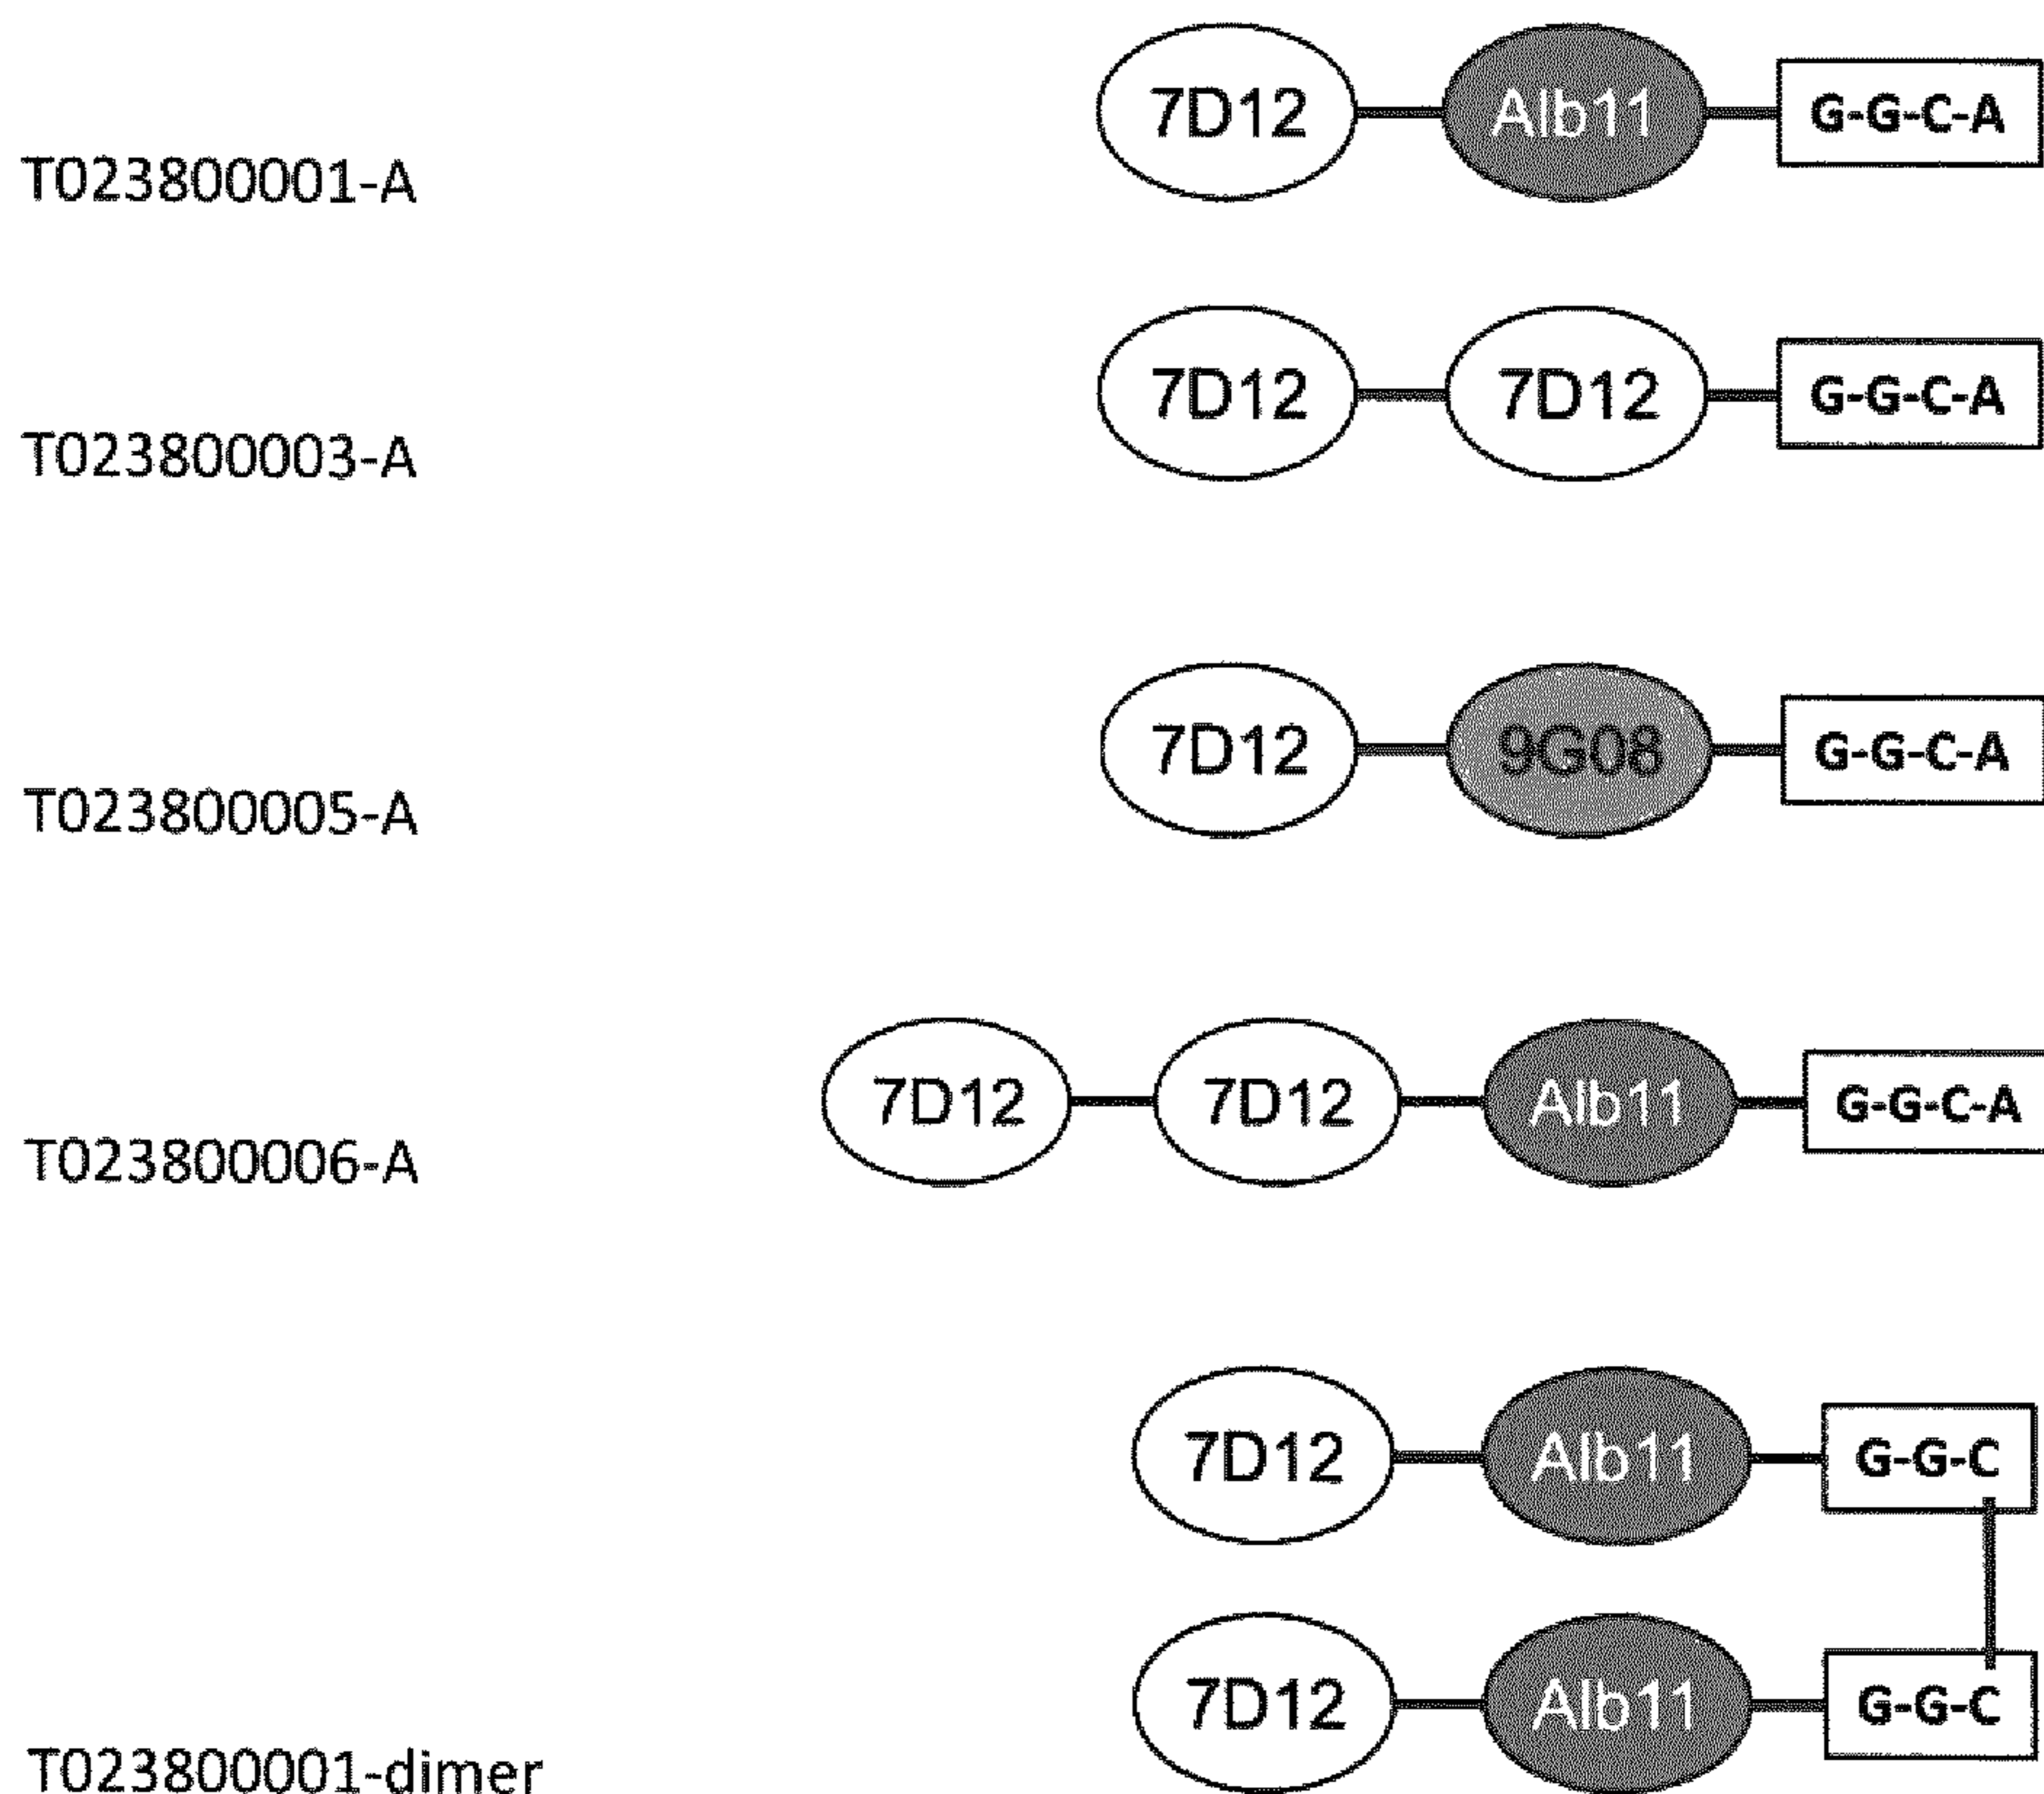 7D12 Alb11 G-G-C-A
T023800001-A
7D12 7D12 G-G-C-A
T023800003-A
7D12 9G08 G-G-C-A
T023800005-A
7D12 7D12 Alb11 G-G-C-A
T023800006-A
7D12 Alb11 G-G-C
7D12 Alb11 G-G-C
T023800001-dimer